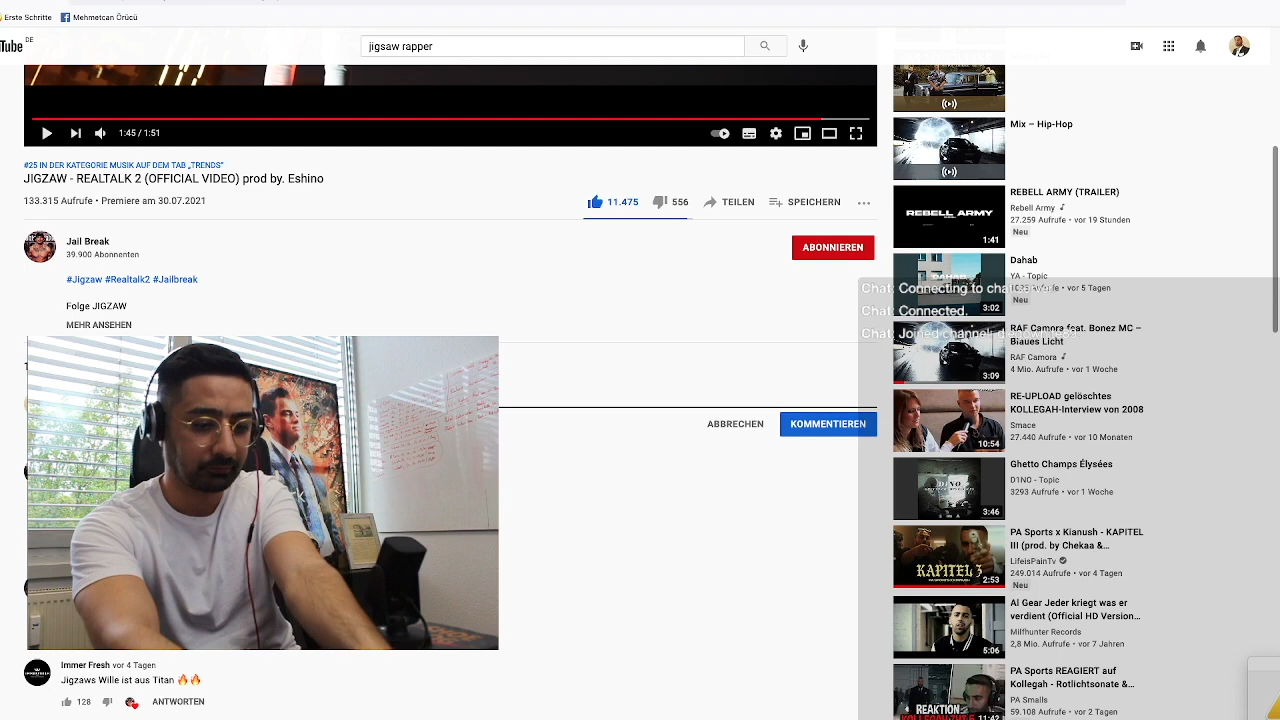 Erste Schritte
Mehmetcan Örücü
Tube
DE
jigsaw rapper
1:45 / 1:51
#25 IN DER KATEGORIE MUSIK AUF DEM TAB „TRENDS“
JIGZAW - REALTALK 2 (OFFICIAL VIDEO) prod by. Eshino
133.315 Aufrufe • Premiere am 30.07.2021
11.475
556
TEILEN
SPEICHERN
Jail Break
39.900 Abonnenten
ABONNIEREN
#Jigzaw #Realtalk2 #Jailbreak
Folge JIGZAW
MEHR ANSEHEN
ABBRECHEN
KOMMENTIEREN
Immer Fresh vor 4 Tagen
Jigzaws Wille ist aus Titan 🔥🔥
128
ANTWORTEN
Mix – Hip-Hop
REBELL ARMY
REBELL ARMY (TRAILER)
Rebell Army
27.259 Aufrufe • vor 19 Stunden
Neu
1:41
DAHAB
Dahab
YA - Topic
vor 5 Tagen
Neu
3:02
Chat: Connecting to chat server
Chat: Connected.
Chat: Joined channel:
RAF Camora feat. Bonez MC –
Blaues Licht
RAF Camora
4 Mio. Aufrufe • vor 1 Woche
3:09
RE-UPLOAD gelöschtes
KOLLEGAH-Interview von 2008
Smace
27.440 Aufrufe • vor 10 Monaten
10:54
Ghetto Champs Élysées
D1NO - Topic
3293 Aufrufe • vor 1 Woche
3:46
PA Sports x Kianush - KAPITEL
III (prod. by Chekaa &...
LifeisPainTv
249.014 Aufrufe • vor 4 Tagen
Neu
KAPITEL 3
2:53
Al Gear Jeder kriegt was er
verdient (Official HD Version...
Milfhunter Records
2,8 Mio. Aufrufe • vor 7 Jahren
5:06
PA Sports REAGIERT auf
Kollegah - Rotlichtsonate &...
PA Smalls
59.108 Aufrufe • vor 2 Tagen
REAKTION
11:42